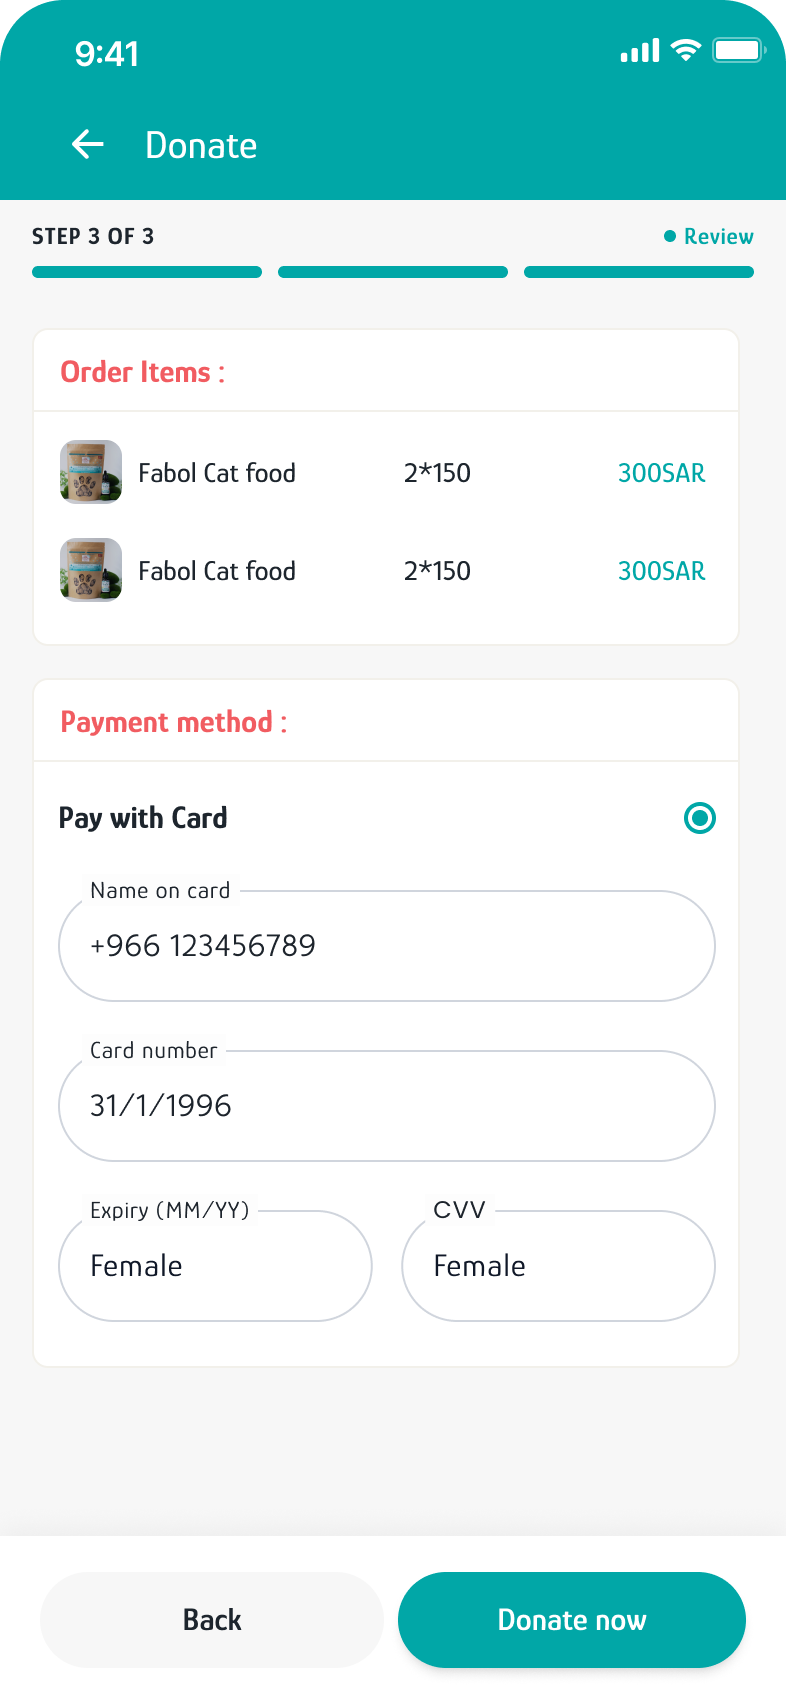 9:41
Donate
STEP 3 OF 3
Review
Order Items :
Fabol Cat food 2*150 300SAR
Fabol Cat food 2*150 300SAR
Payment method :
Pay with Card
Name on card
+966 123456789
Card number
31/1/1996
Expiry (MM/YY) CVV
Female Female
Back Donate now